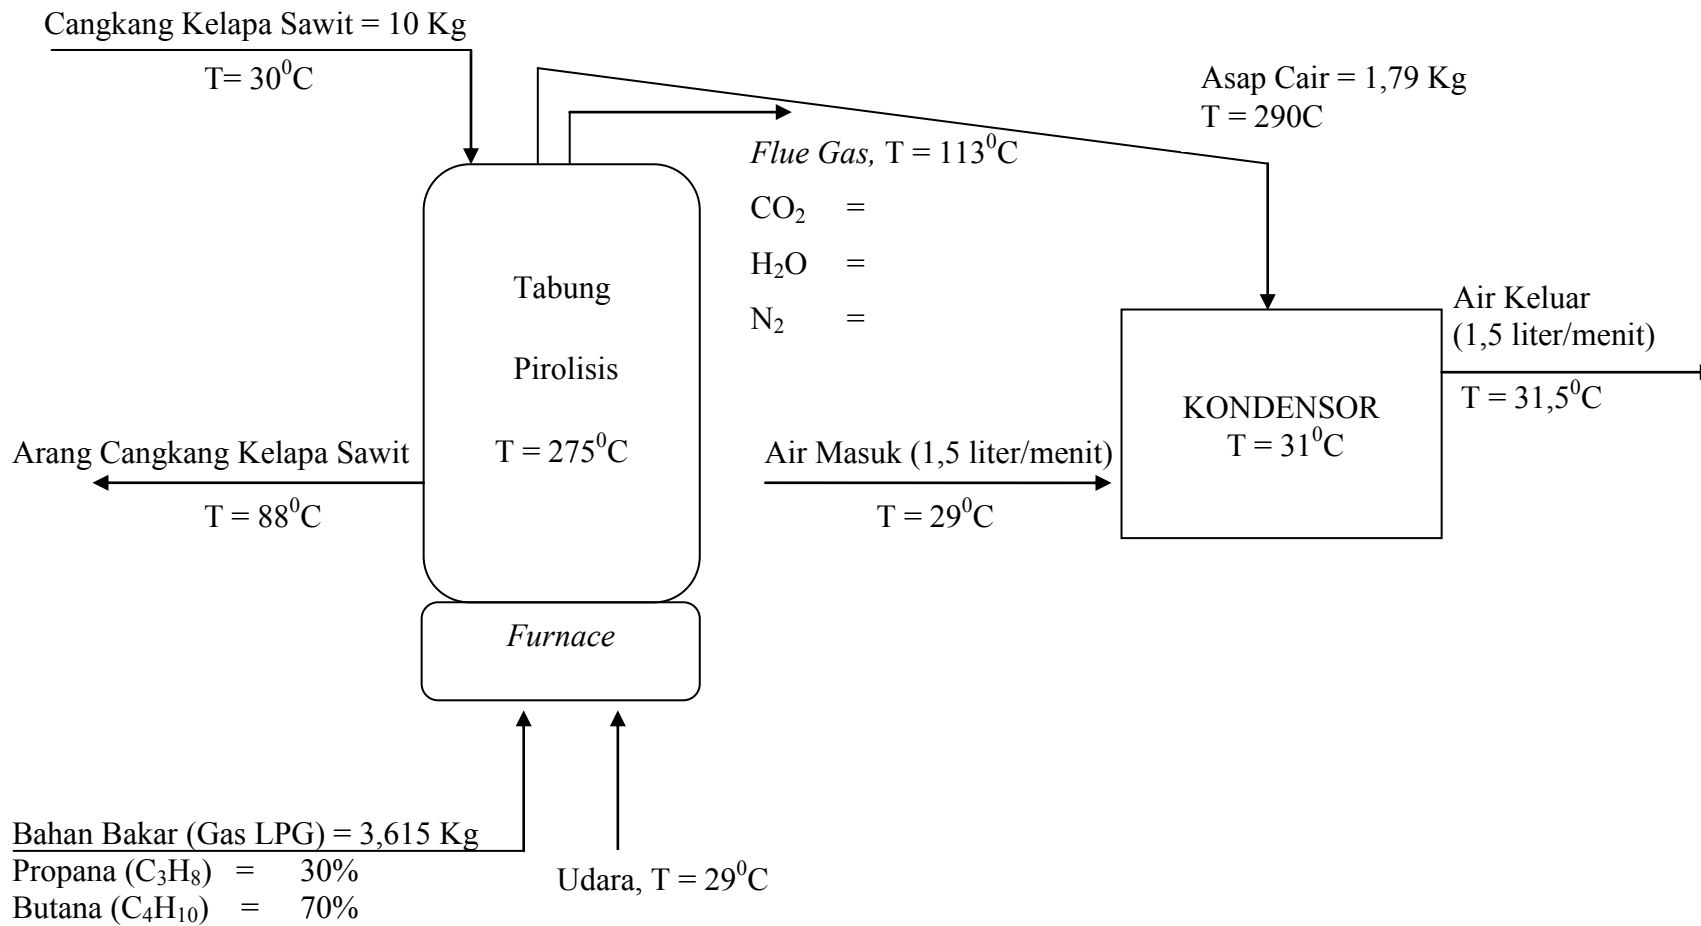 Cangkang Kelapa Sawit = 10 Kg
T= 30⁰C
Asap Cair = 1,79 Kg
T = 290C
Flue Gas, T = 113⁰C
CO₂ =
H₂O =
N₂ =
Tabung
Pirolisis
T = 275⁰C
Air Keluar
(1,5 liter/menit)
T = 31,5⁰C
KONDENSOR
T = 31⁰C
Arang Cangkang Kelapa Sawit
T = 88⁰C
Air Masuk (1,5 liter/menit)
T = 29⁰C
Furnace
Bahan Bakar (Gas LPG) = 3,615 Kg
Propana (C₃H₈) = 30%
Butana (C₄H₁₀) = 70%
Udara, T = 29⁰C